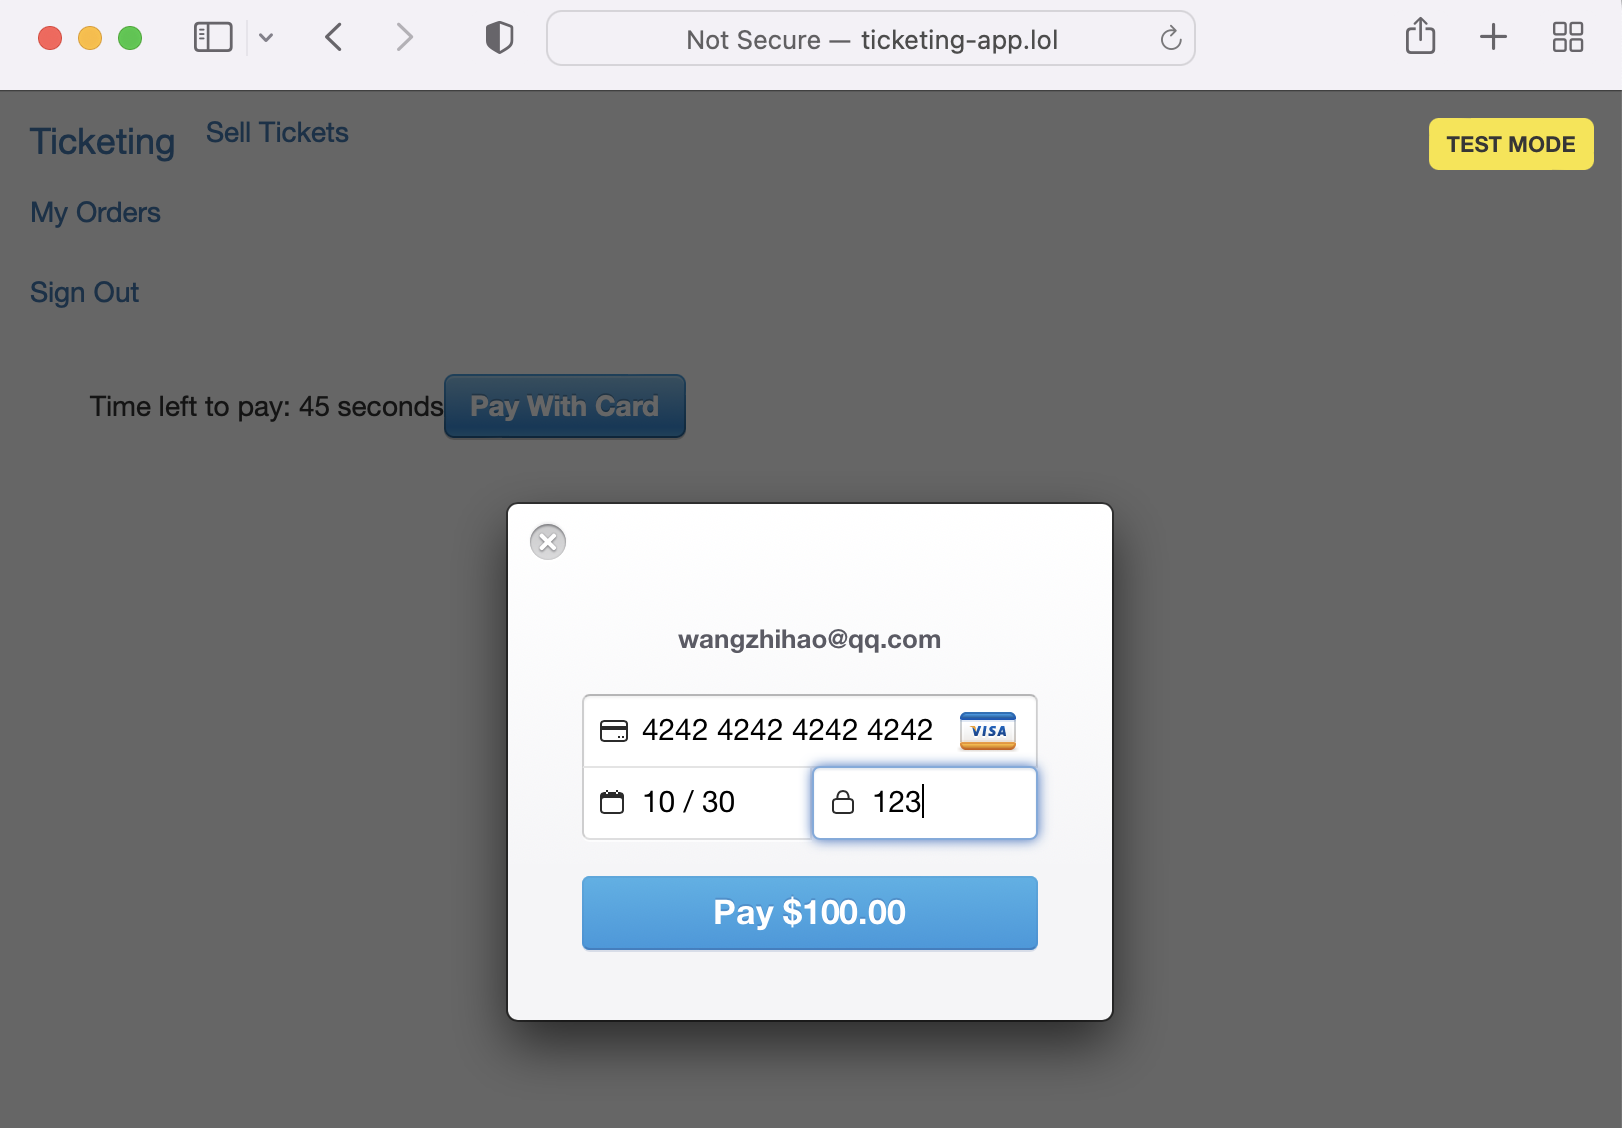 Not Secure — ticketing-app.lol
Ticketing
Sell Tickets
TEST MODE
My Orders
Sign Out
Time left to pay: 45 seconds
Pay With Card
wangzhihao@qq.com
4242 4242 4242 4242
VISA
10 / 30
123
Pay $100.00